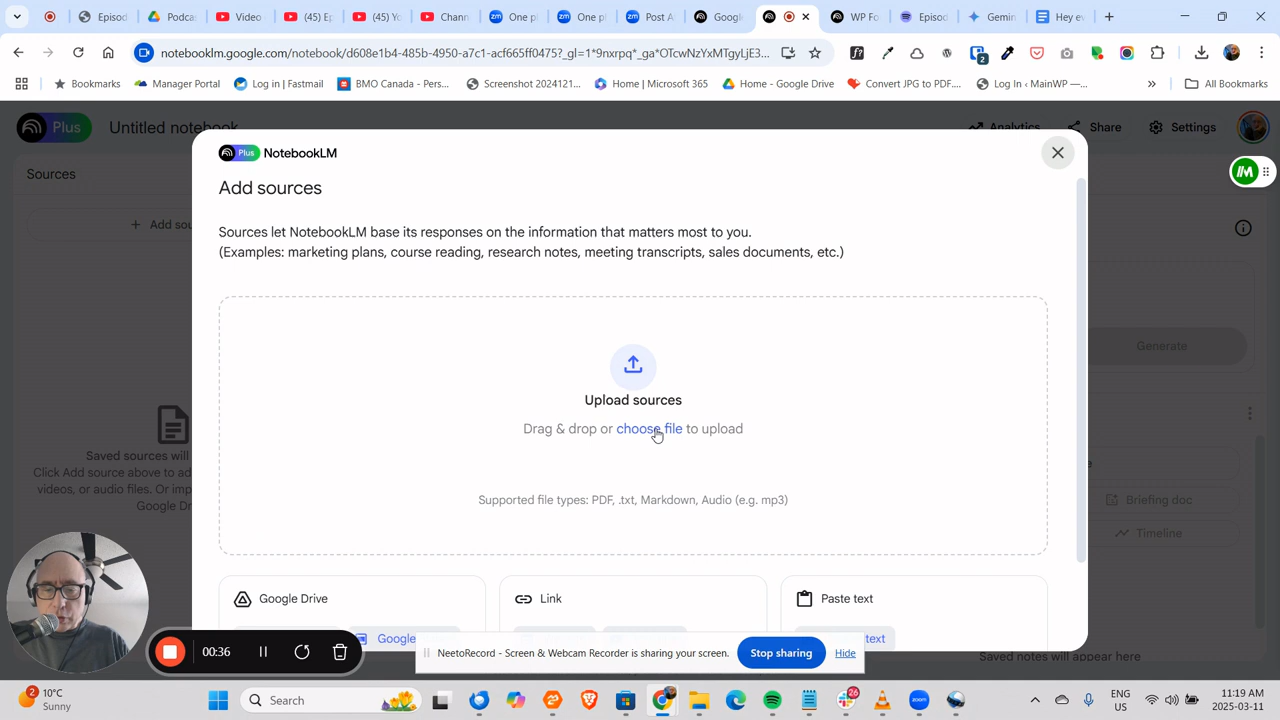 Episod
Podca:
Video
(45) E
(45) Yo
Chann
One p
One p
Post A
Google
WP Fo
Episod
Gemin
Hey ev
notebooklm.google.com/notebook/d608e1b4-485b-4950-a7c1-acf665ff0475?_gl=1*9nxrpq*_ga*OTcwNzYxMTgyLjE3...
Bookmarks
Manager Portal
Log in | Fastmail
BMO Canada - Pers...
Screenshot 20241221...
Home | Microsoft 365
Home - Google Drive
Convert JPG to PDF....
Log In ‹ MainWP —...
All Bookmarks
Plus
Untitled notebook
Analytics
Share
Settings
Plus NotebookLM
Sources
Add sources
Add sou
Sources let NotebookLM base its responses on the information that matters most to you.
(Examples: marketing plans, course reading, research notes, meeting transcripts, sales documents, etc.)
Generate
Upload sources
Drag & drop or choose file to upload
Saved sources will
Click Add source above to ad
videos, or audio files. Or imp
Google Dr
Supported file types: PDF, .txt, Markdown, Audio (e.g. mp3)
Briefing doc
Timeline
Google Drive
Link
Paste text
Google
text
00:36
NeetoRecord - Screen & Webcam Recorder is sharing your screen.
Stop sharing
Hide
Saved notes will appear here
10°C
Sunny
Search
26
ENG
US
11:19 AM
2025-03-11